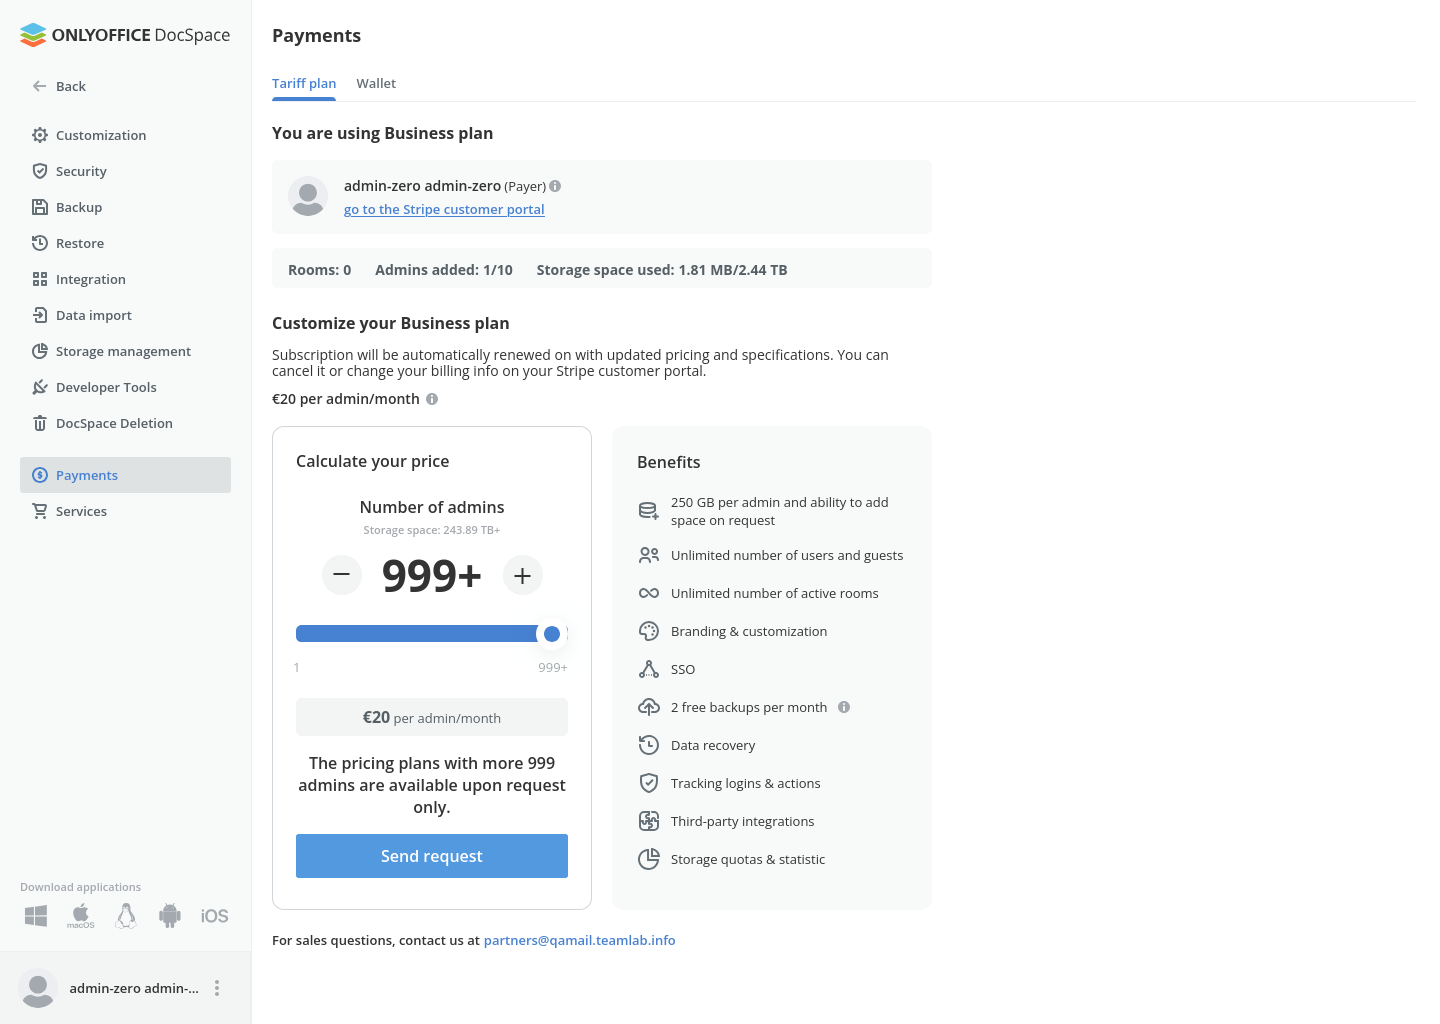 ONLYOFFICE DocSpace
Back
Customization
Security
Backup
Restore
Integration
Data import
Storage management
Developer Tools
DocSpace Deletion
Payments
Services
Download applications
macOS
iOS
admin-zero admin-...
Payments
Tariff plan
Wallet
You are using Business plan
admin-zero admin-zero (Payer)
go to the Stripe customer portal
Rooms: 0
Admins added: 1/10
Storage space used: 1.81 MB/2.44 TB
Customize your Business plan
Subscription will be automatically renewed on with updated pricing and specifications. You can
cancel it or change your billing info on your Stripe customer portal.
€20 per admin/month
Calculate your price
Number of admins
Storage space: 243.89 TB+
999+
1
999+
€20 per admin/month
The pricing plans with more 999
admins are available upon request
only.
Send request
Benefits
250 GB per admin and ability to add
space on request
Unlimited number of users and guests
Unlimited number of active rooms
Branding & customization
SSO
2 free backups per month
Data recovery
Tracking logins & actions
Third-party integrations
Storage quotas & statistic
For sales questions, contact us at partners@qamail.teamlab.info